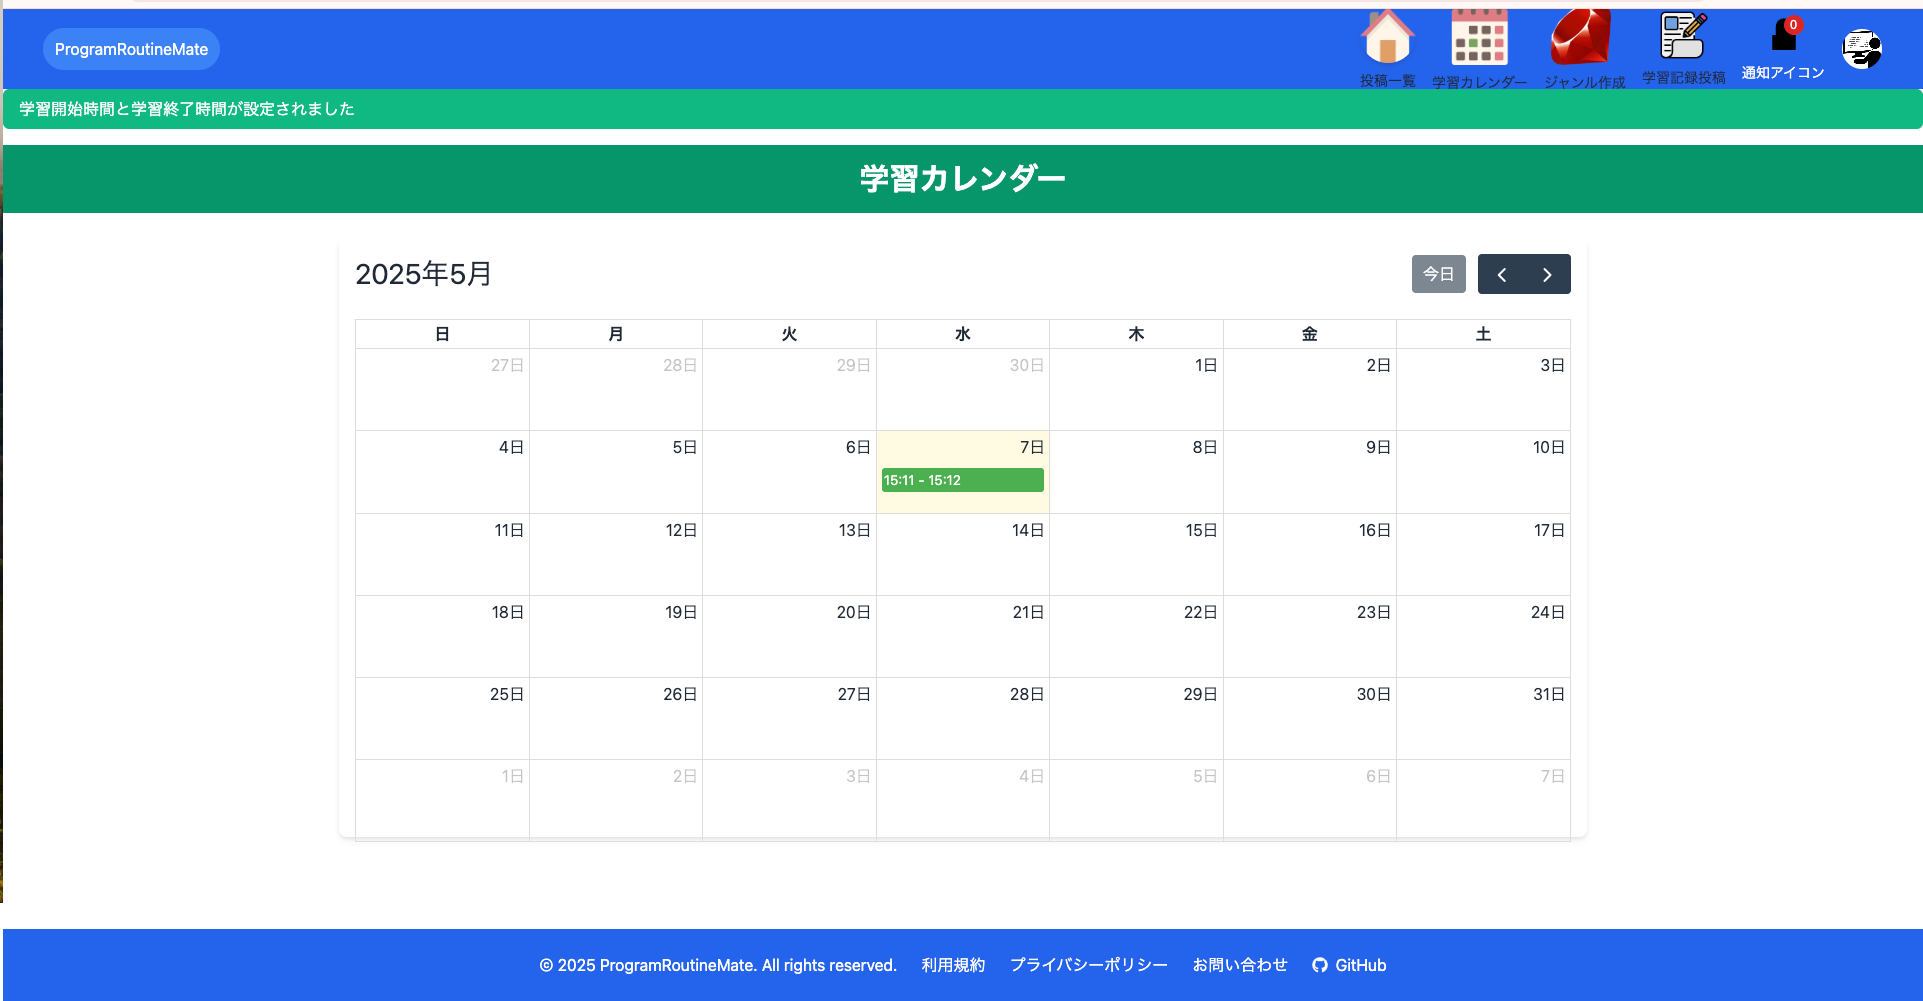 ProgramRoutineMate
投稿一覧 学習カレンダー ジャンル作成 学習記録投稿 0 通知アイコン
学習開始時間と学習終了時間が設定されました
学習カレンダー
2025年5月 今日
日 月 火 水 木 金 土
27日 28日 29日 30日 1日 2日 3日
4日 5日 6日 7日 8日 9日 10日
15:11 - 15:12
11日 12日 13日 14日 15日 16日 17日
18日 19日 20日 21日 22日 23日 24日
25日 26日 27日 28日 29日 30日 31日
1日 2日 3日 4日 5日 6日 7日
© 2025 ProgramRoutineMate. All rights reserved. 利用規約 プライバシーポリシー お問い合わせ GitHub